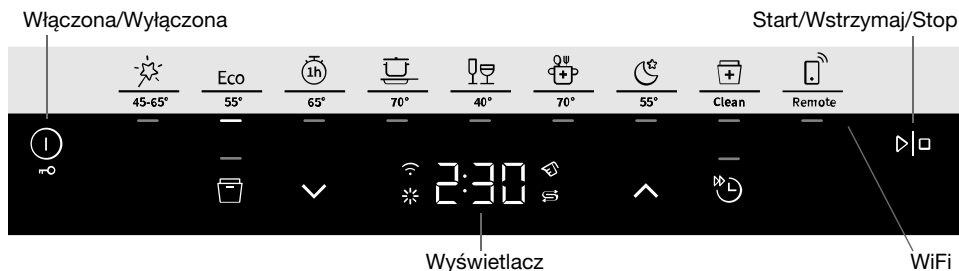 Włączona/Wyłączona Start/Wstrzymaj/Stop
Eco 1h
45-65° 55° 65° 70° 40° 70° 55° Clean Remote
2:30
Wyświetlacz WiFi